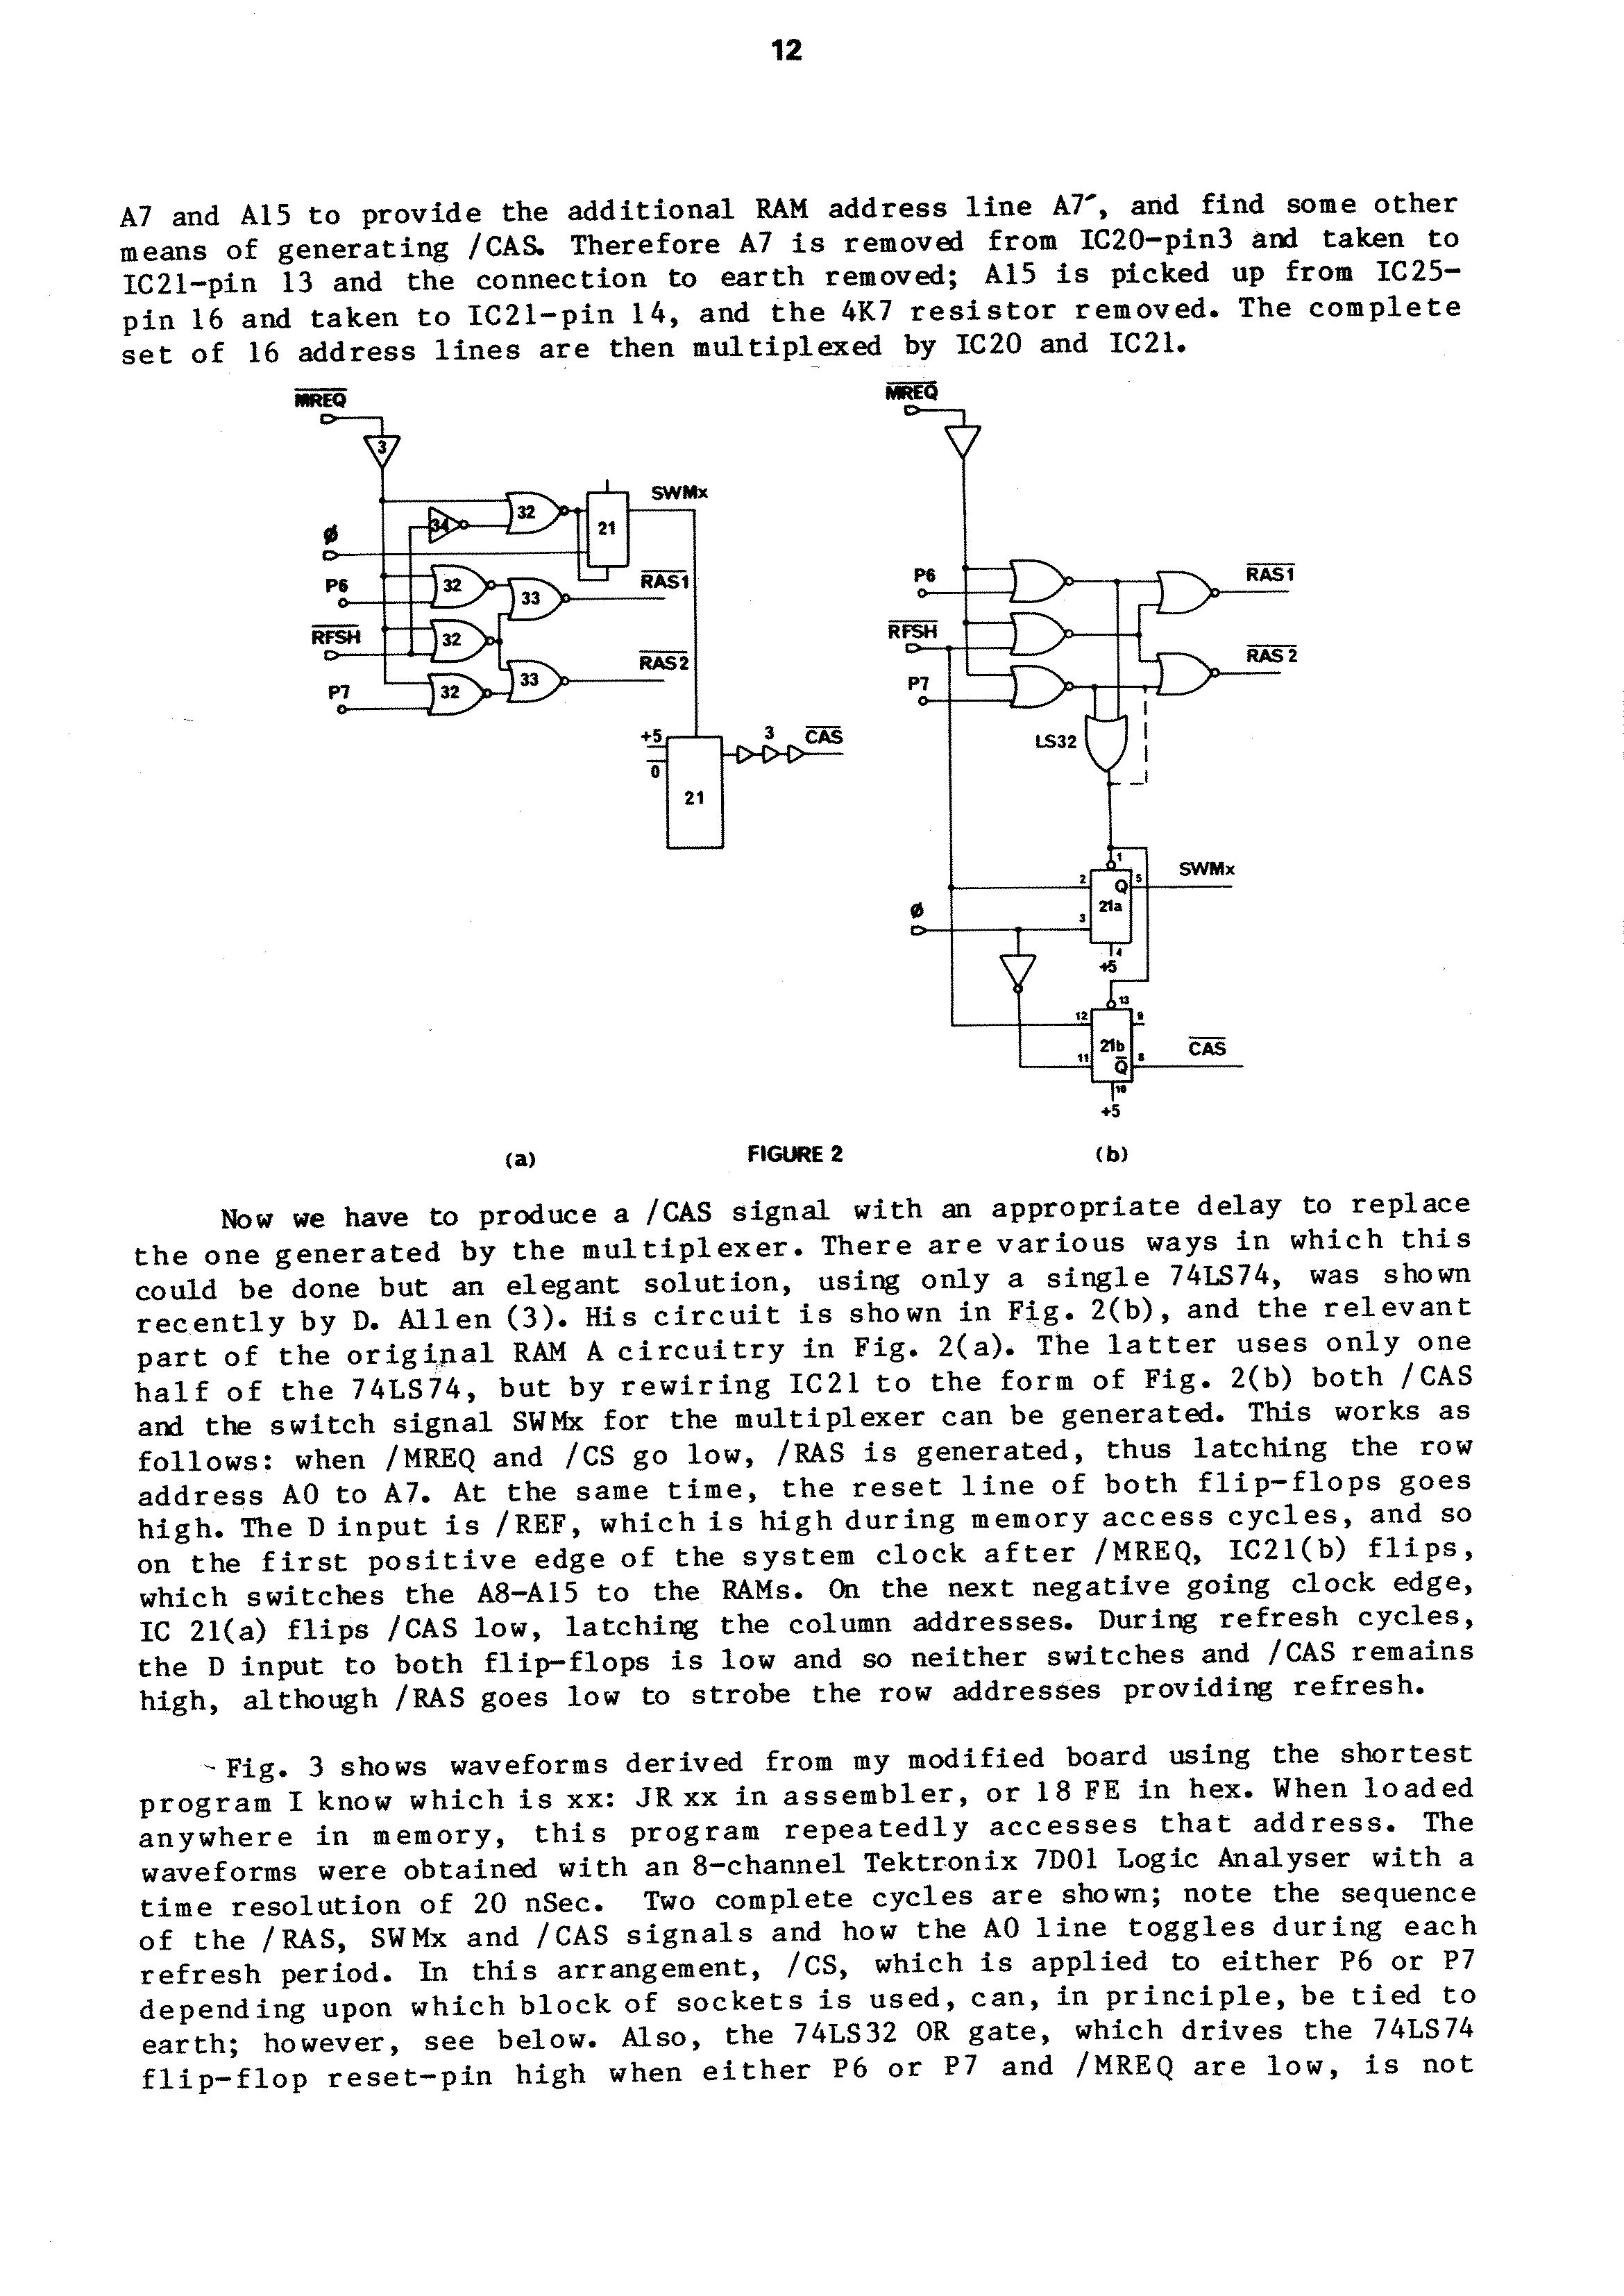 12
A7 and A15 to provide the additional RAM address line A7', and find some other
means of generating /CAS. Therefore A7 is removed from IC20-pin3 and taken to
IC21-pin 13 and the connection to earth removed; A15 is picked up from IC25-
pin 16 and taken to IC21-pin 14, and the 4K7 resistor removed. The complete
set of 16 address lines are then multiplexed by IC20 and IC21.
MREQ
3
32
34
21
SWMx
Ø
P6
32
33
RAS1
RFSH
32
RAS2
P7
32
33
+5
0
21
3
CAS
(a)
MREQ
P6
RAS1
RFSH
RAS 2
P7
LS32
1
2
Q
5
SWMx
21a
Ø
3
4
+5
13
12
9
21b
11
Q
8
CAS
10
+5
FIGURE 2
(b)
Now we have to produce a /CAS signal with an appropriate delay to replace
the one generated by the multiplexer. There are various ways in which this
could be done but an elegant solution, using only a single 74LS74, was shown
recently by D. Allen (3). His circuit is shown in Fig. 2(b), and the relevant
part of the original RAM A circuitry in Fig. 2(a). The latter uses only one
half of the 74LS74, but by rewiring IC21 to the form of Fig. 2(b) both /CAS
and the switch signal SWMx for the multiplexer can be generated. This works as
follows: when /MREQ and /CS go low, /RAS is generated, thus latching the row
address A0 to A7. At the same time, the reset line of both flip-flops goes
high. The D input is /REF, which is high during memory access cycles, and so
on the first positive edge of the system clock after /MREQ, IC21(b) flips,
which switches the A8-A15 to the RAMs. On the next negative going clock edge,
IC 21(a) flips /CAS low, latching the column addresses. During refresh cycles,
the D input to both flip-flops is low and so neither switches and /CAS remains
high, although /RAS goes low to strobe the row addresses providing refresh.
Fig. 3 shows waveforms derived from my modified board using the shortest
program I know which is xx: JR xx in assembler, or 18 FE in hex. When loaded
anywhere in memory, this program repeatedly accesses that address. The
waveforms were obtained with an 8-channel Tektronix 7D01 Logic Analyser with a
time resolution of 20 nSec. Two complete cycles are shown; note the sequence
of the /RAS, SWMx and /CAS signals and how the A0 line toggles during each
refresh period. In this arrangement, /CS, which is applied to either P6 or P7
depending upon which block of sockets is used, can, in principle, be tied to
earth; however, see below. Also, the 74LS32 OR gate, which drives the 74LS74
flip-flop reset-pin high when either P6 or P7 and /MREQ are low, is not